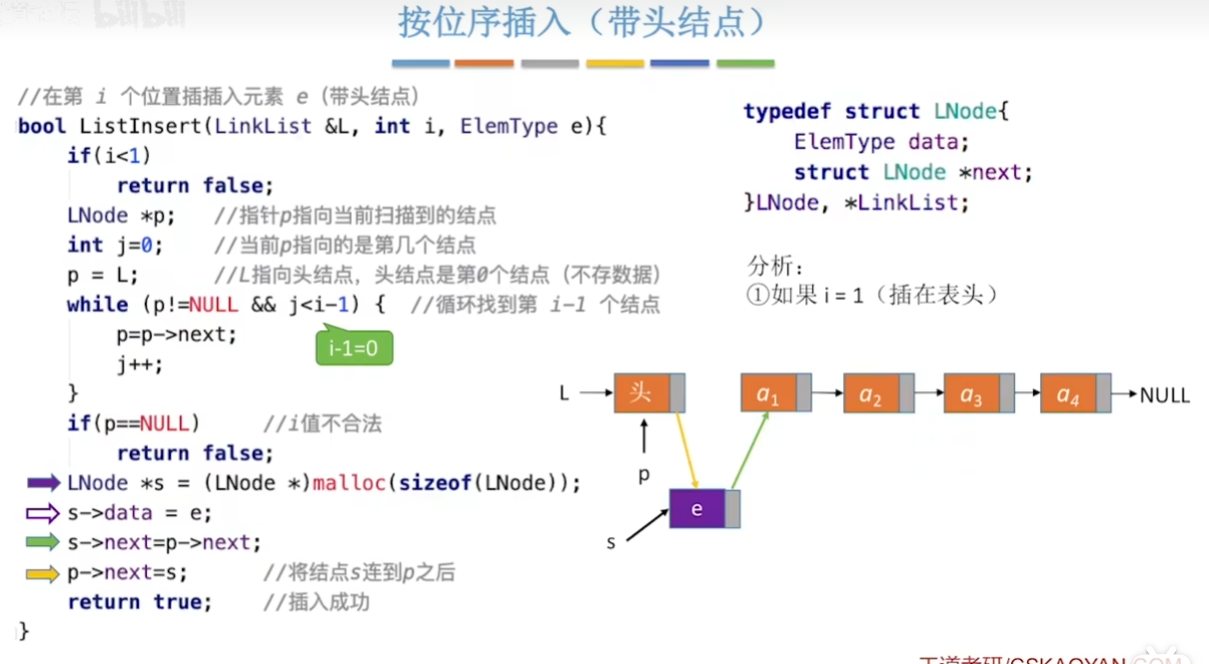 按位序插入（带头结点）
//在第 i 个位置插插入元素 e（带头结点）
bool ListInsert(LinkList &L, int i, ElemType e){
if(i<1)
return false;
LNode *p; //指针p指向当前扫描到的结点
int j=0; //当前p指向的是第几个结点
p = L; //L指向头结点，头结点是第0个结点（不存数据）
while (p!=NULL && j<i-1) { //循环找到第 i-1 个结点
p=p->next;
i-1=0
j++;
}
if(p==NULL) //i值不合法
return false;
LNode *s = (LNode *)malloc(sizeof(LNode));
s->data = e;
s->next=p->next;
p->next=s; //将结点s连到p之后
return true; //插入成功
}
typedef struct LNode{
ElemType data;
struct LNode *next;
}LNode, *LinkList;
分析：
①如果 i = 1（插在表头）
L 头 a1 a2 a3 a4 NULL
p
e
s
王道考研/CSKAOYAN.COM